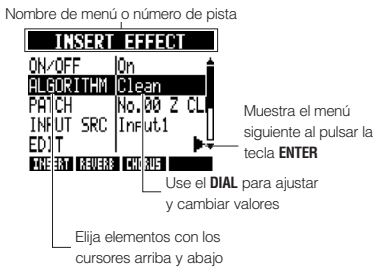 Nombre de menú o número de pista
INSERT EFFECT
ON/OFF On
ALGORITHM Clean
PATCH No.00 Z CL
INPUT SRC Input1
EDIT
INSERT REVERB CHORUS
Muestra el menú
siguiente al pulsar la
tecla ENTER
Use el DIAL para ajustar
y cambiar valores
Elija elementos con los
cursores arriba y abajo